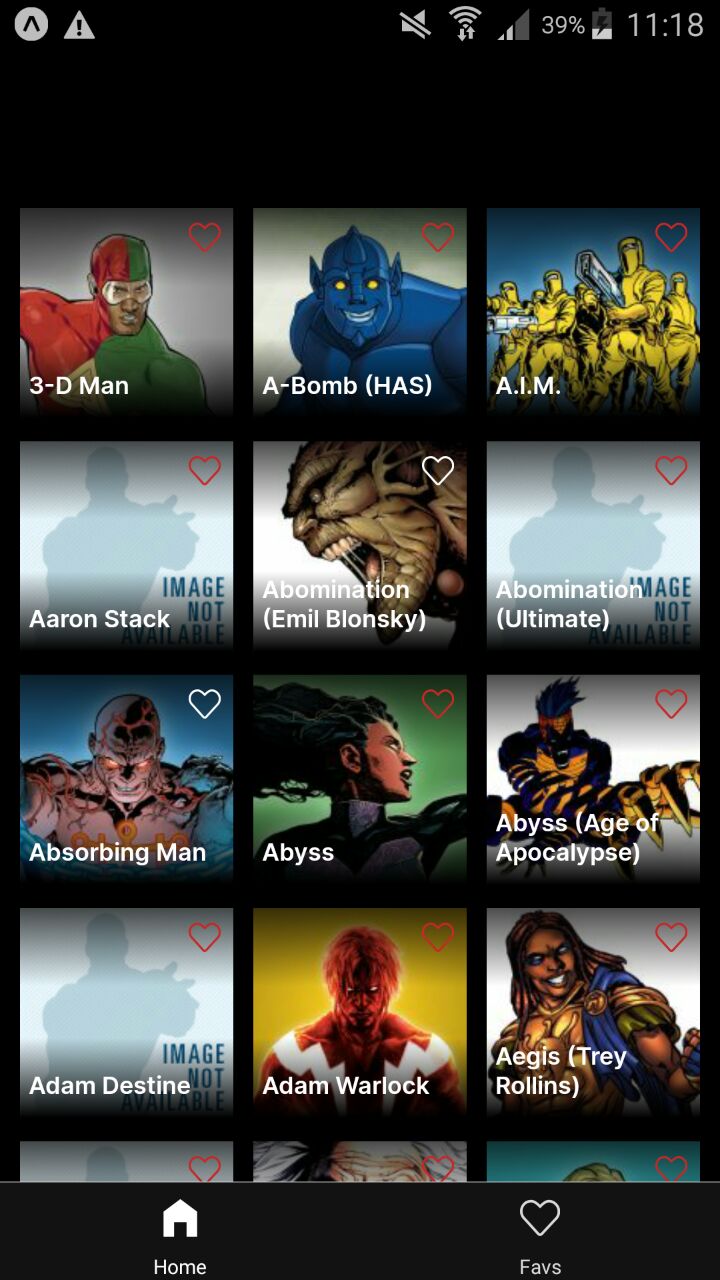 39% 11:18
3-D Man
A-Bomb (HAS)
A.I.M.
IMAGE
NOT
AVAILABLE
Aaron Stack
Abomination
(Emil Blonsky)
IMAGE
NOT
AVAILABLE
Abomination
(Ultimate)
Absorbing Man
Abyss
Abyss (Age of
Apocalypse)
IMAGE
NOT
AVAILABLE
Adam Destine
Adam Warlock
Aegis (Trey
Rollins)
Home
Favs